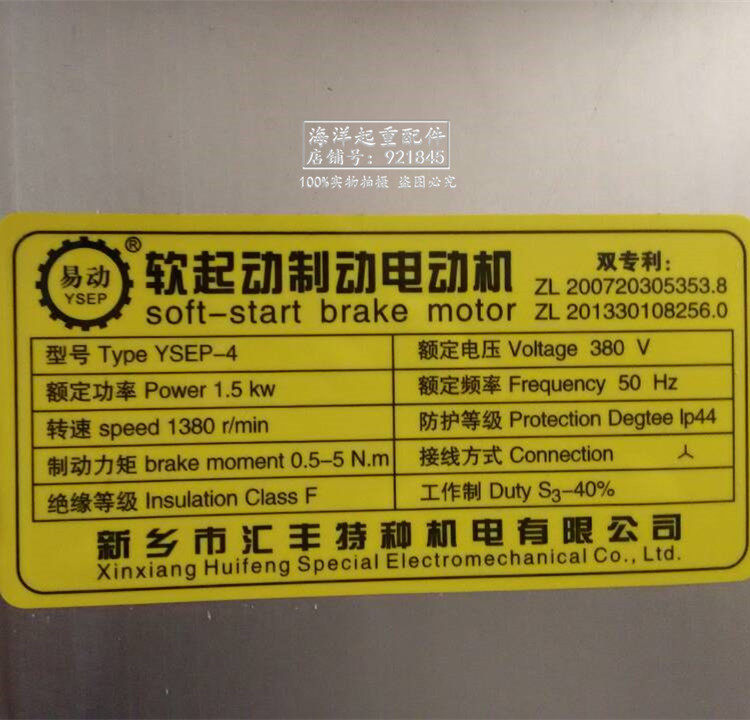 海洋起重配件
店铺号：921845
100%实物拍摄 盗图必究
易动
YSEP
®
软起动制动电动机
soft-start brake motor
双专利：
ZL 200720305353.8
ZL 201330108256.0
型号 Type YSEP-4
额定电压 Voltage 380 V
额定功率 Power 1.5 kw
额定频率 Frequency 50 Hz
转速 speed 1380 r/min
防护等级 Protection Degtee Ip44
制动力矩 brake moment 0.5-5 N.m
接线方式 Connection 人
绝缘等级 Insulation Class F
工作制 Duty S3-40%
新乡市汇丰特种机电有限公司
Xinxiang Huifeng Special Electromechanical Co., Ltd.